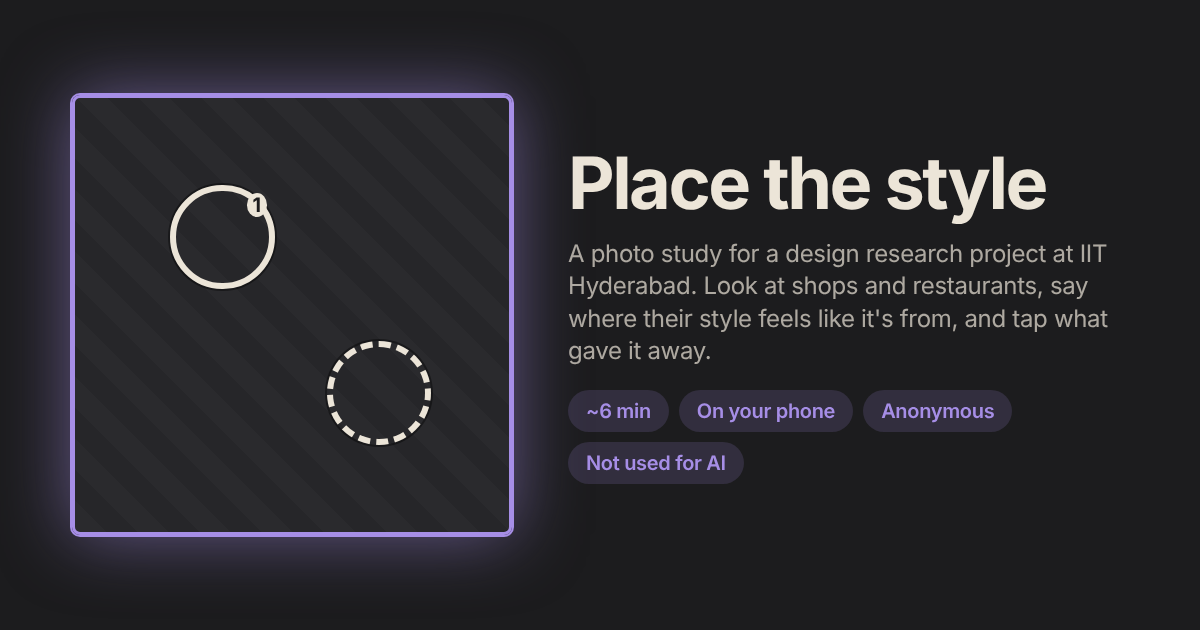 1
Place the style
A photo study for a design research project at IIT
Hyderabad. Look at shops and restaurants, say
where their style feels like it's from, and tap what
gave it away.
~6 min
On your phone
Anonymous
Not used for AI